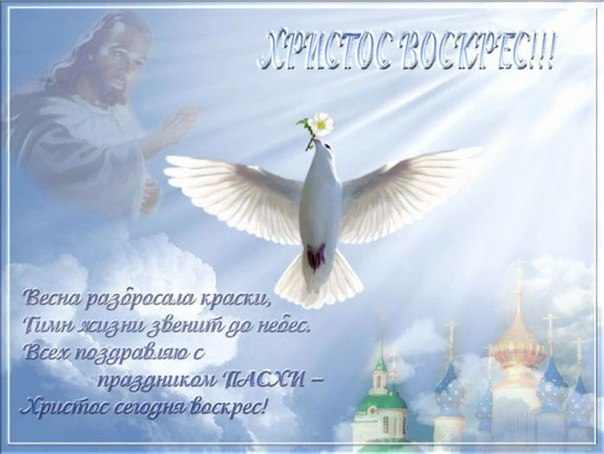 ХРИСТОС ВОСКРЕС!!!
Весна разбросала краски,
Гимн жизни звенит до небес.
Всех поздравляю с
праздником ПАСХИ –
Христос сегодня воскрес!